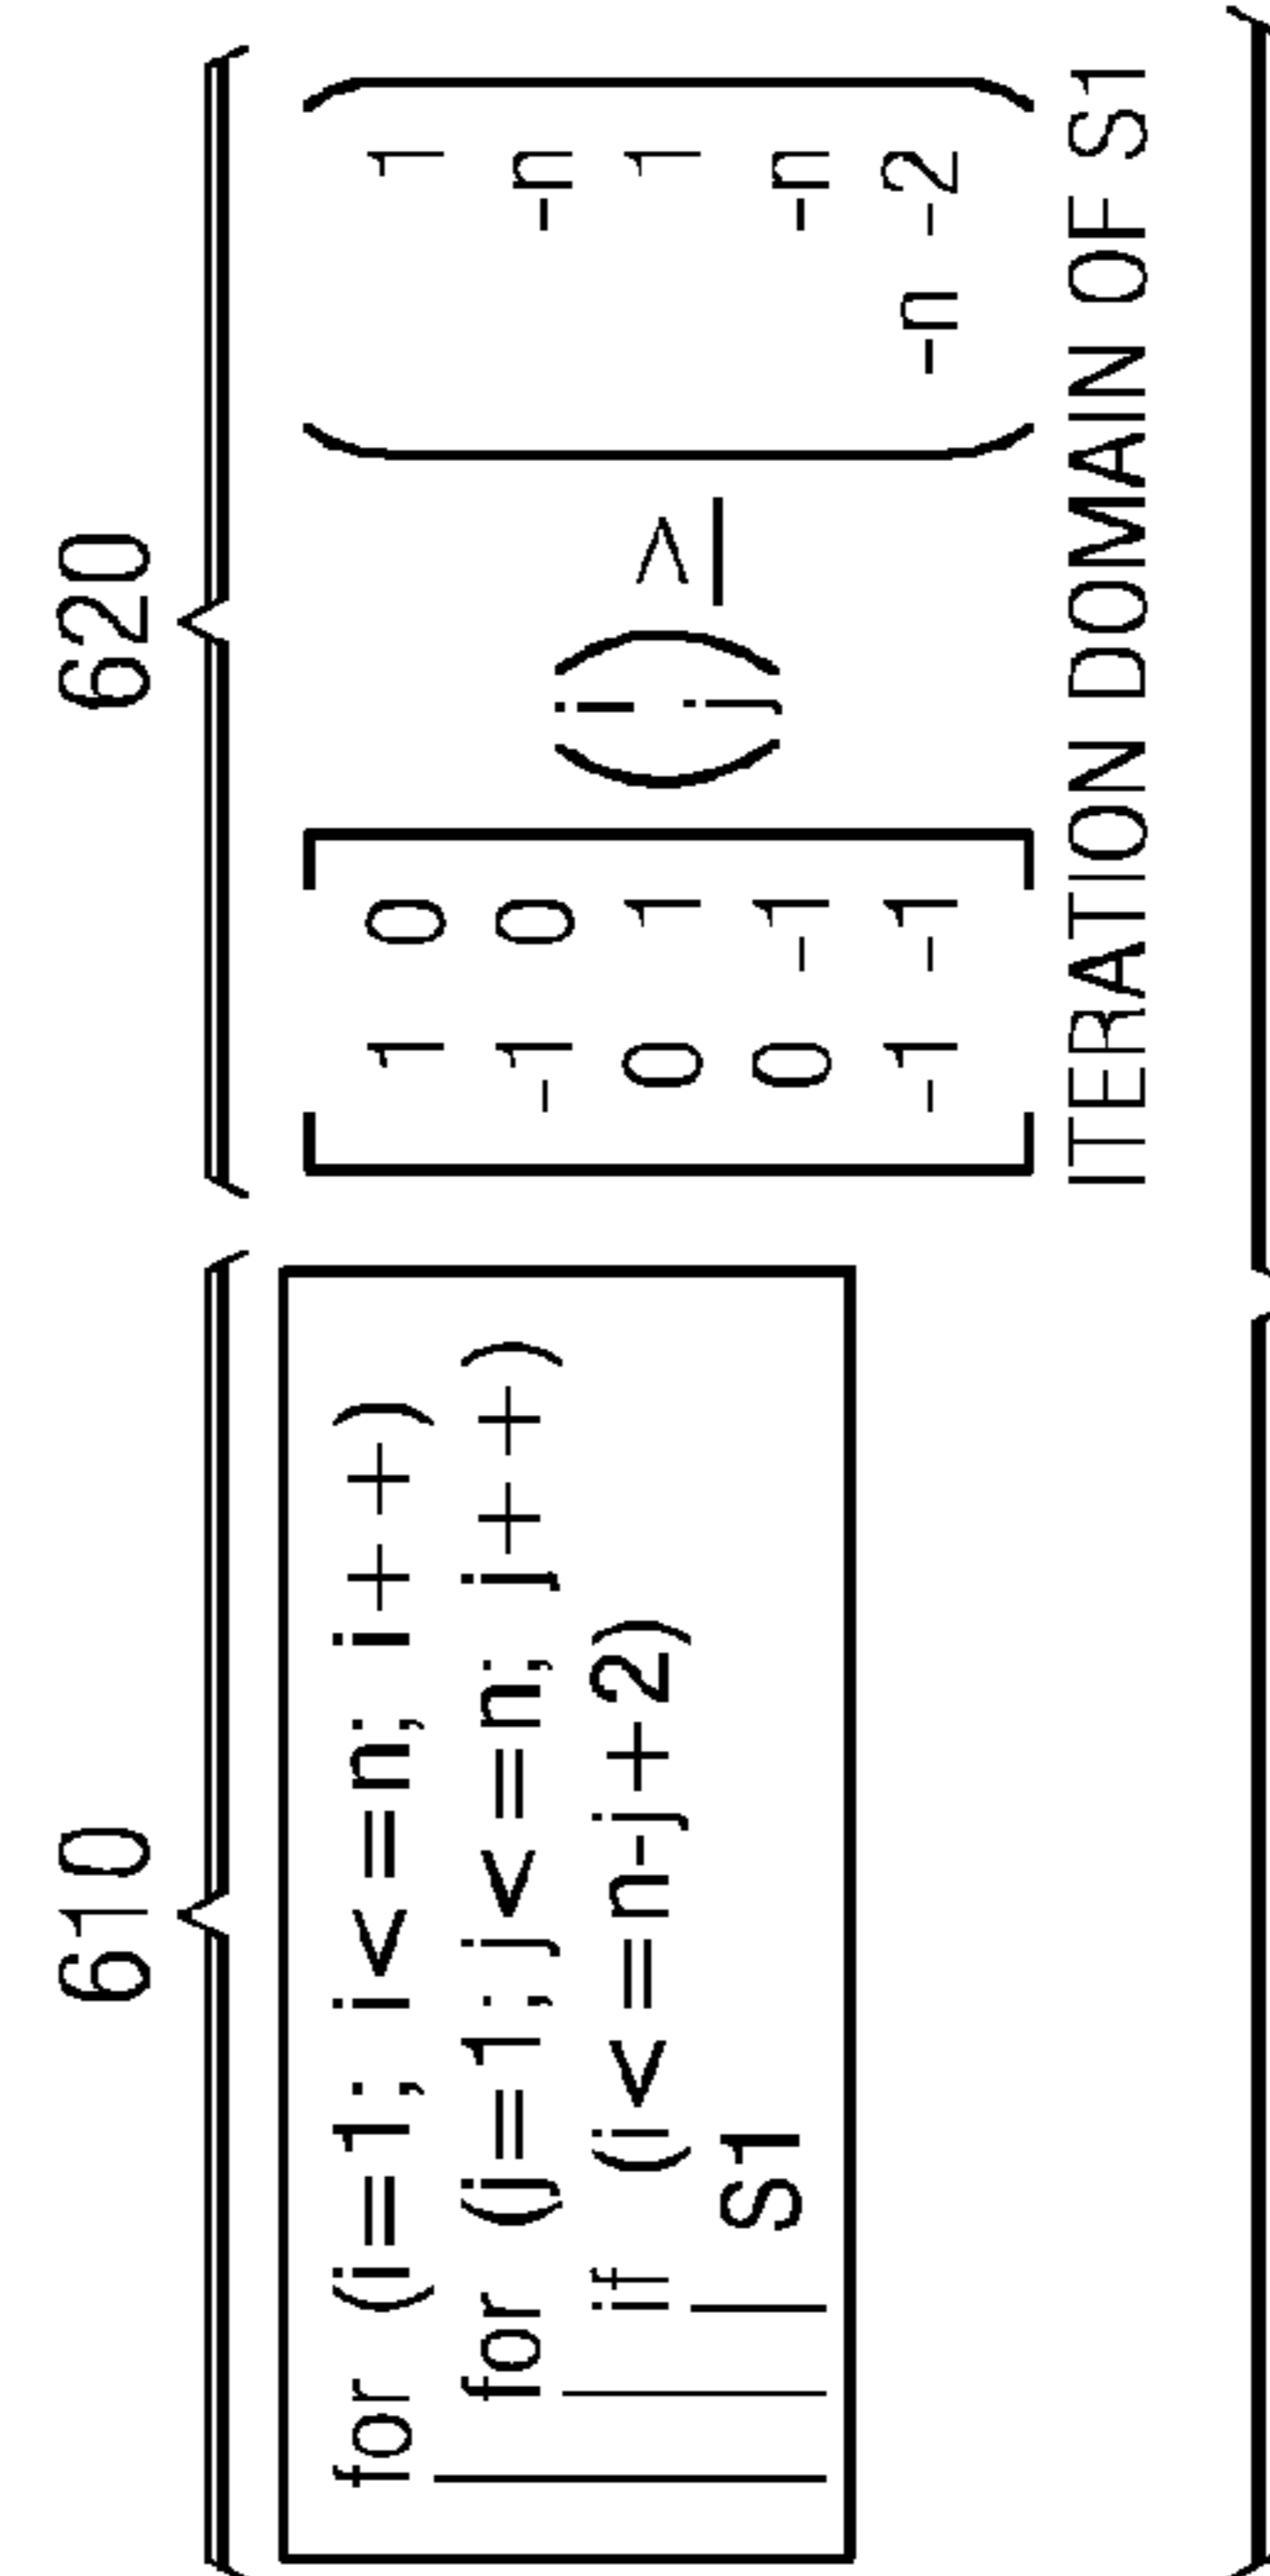 610
for (i=1; i<=n; i++)
for (j=1; j<=n; j++)
if (i<=n-j+2)
S1
620
1 0
-1 0
0 1
0 -1
-1 -1
i
j
≥
1
-n
1
-n
-n -2
ITERATION DOMAIN OF S1